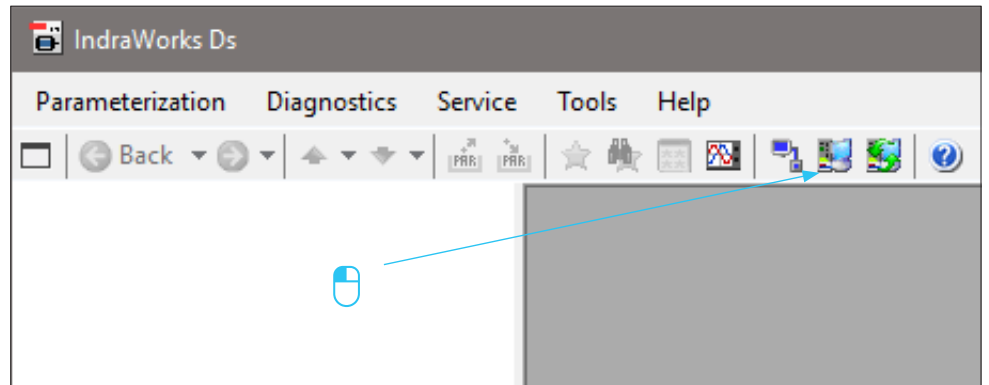 IndraWorks Ds
Parameterization Diagnostics Service Tools Help
Back PAR PAR ?